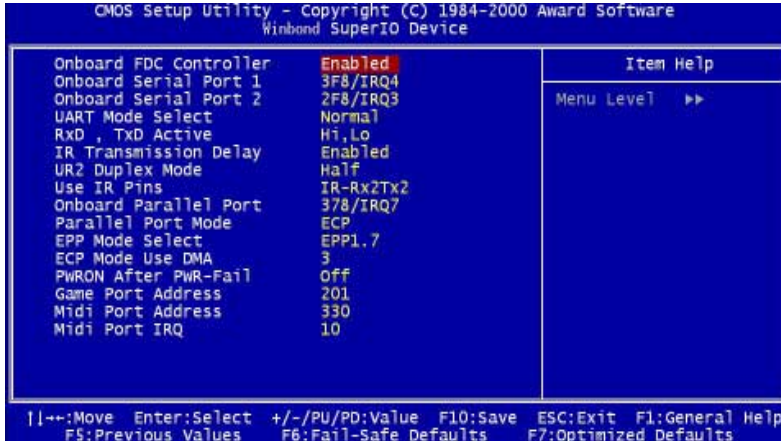 CMOS Setup Utility - Copyright (C) 1984-2000 Award Software
Winbond SuperIO Device
Onboard FDC Controller Enabled
Onboard Serial Port 1 3F8/IRQ4
Onboard Serial Port 2 2F8/IRQ3
UART Mode Select Normal
RxD , TxD Active Hi,Lo
IR Transmission Delay Enabled
UR2 Duplex Mode Half
Use IR Pins IR-Rx2Tx2
Onboard Parallel Port 378/IRQ7
Parallel Port Mode ECP
EPP Mode Select EPP1.7
ECP Mode Use DMA 3
PWRON After PWR-Fail Off
Game Port Address 201
Midi Port Address 330
Midi Port IRQ 10
Item Help
Menu Level ▶▶
↑↓→←:Move Enter:Select +/-/PU/PD:Value F10:Save ESC:Exit F1:General Help
F5:Previous Values F6:Fail-Safe Defaults F7:Optimized Defaults